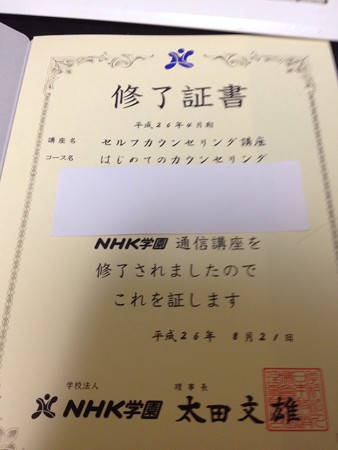 修了証書
平成26年4月期
講座名 セルフカウンセリング講座
コース名 はじめてのカウンセリング
NHK学園 通信講座を
修了されましたので
これを証します
平成26年 8月21日
学校法人 理事長
NHK学園 太田文雄